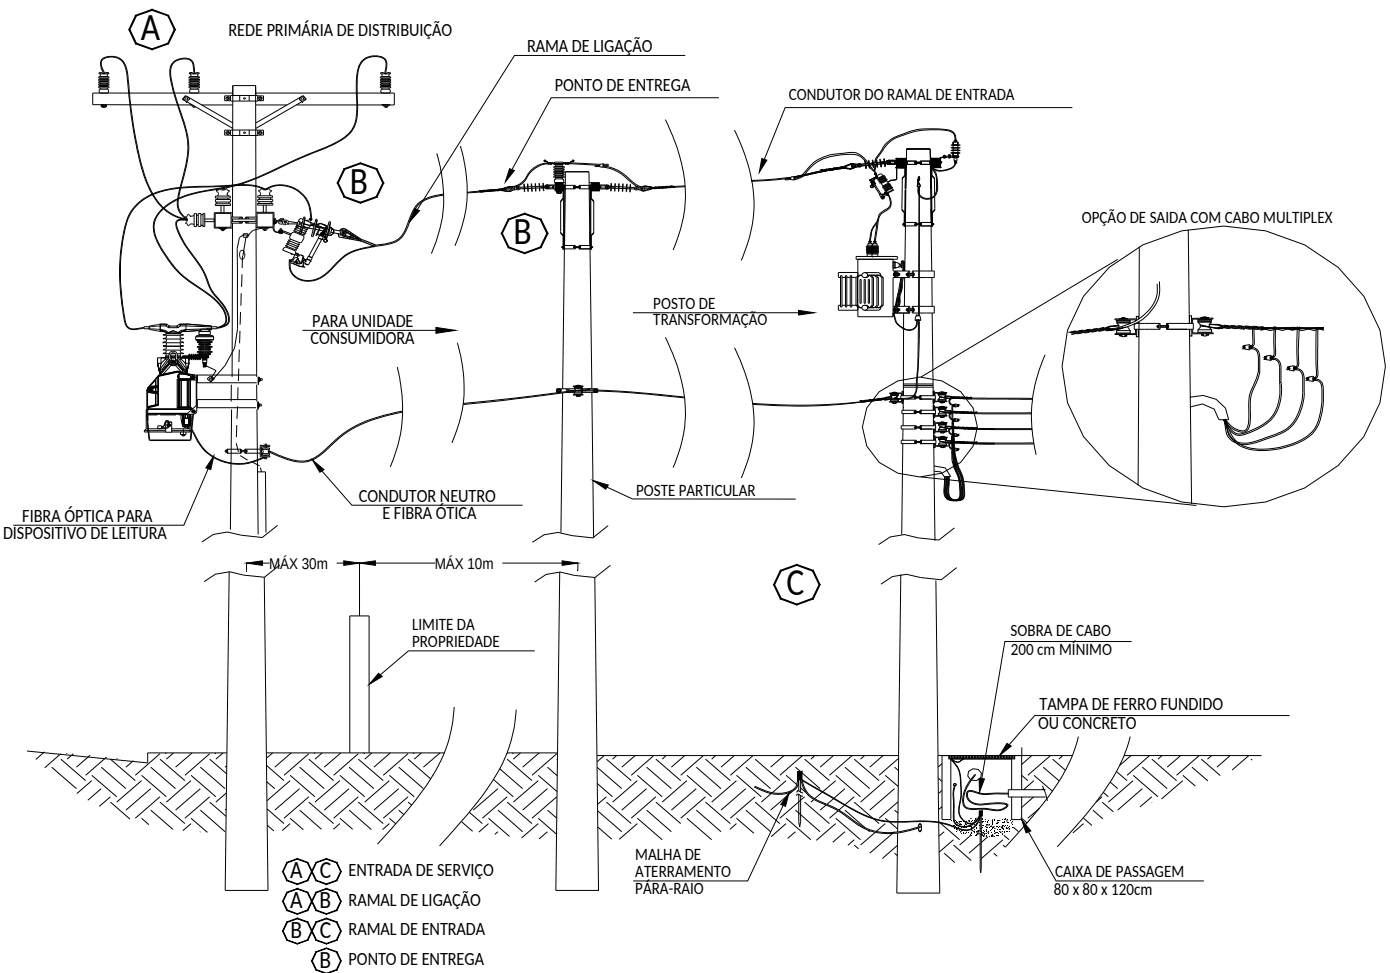 A
REDE PRIMÁRIA DE DISTRIBUIÇÃO
RAMA DE LIGAÇÃO
PONTO DE ENTREGA
CONDUTOR DO RAMAL DE ENTRADA
B
B
OPÇÃO DE SAIDA COM CABO MULTIPLEX
PARA UNIDADE
CONSUMIDORA
POSTO DE
TRANSFORMAÇÃO
CONDUTOR NEUTRO
E FIBRA ÓTICA
POSTE PARTICULAR
FIBRA ÓPTICA PARA
DISPOSITIVO DE LEITURA
MÁX 30m
MÁX 10m
C
LIMITE DA
PROPRIEDADE
SOBRA DE CABO
200 cm MÍNIMO
TAMPA DE FERRO FUNDIDO
OU CONCRETO
MALHA DE
ATERRAMENTO
PÁRA-RAIO
CAIXA DE PASSAGEM
80 x 80 x 120cm
A C ENTRADA DE SERVIÇO
A B RAMAL DE LIGAÇÃO
B C RAMAL DE ENTRADA
B PONTO DE ENTREGA